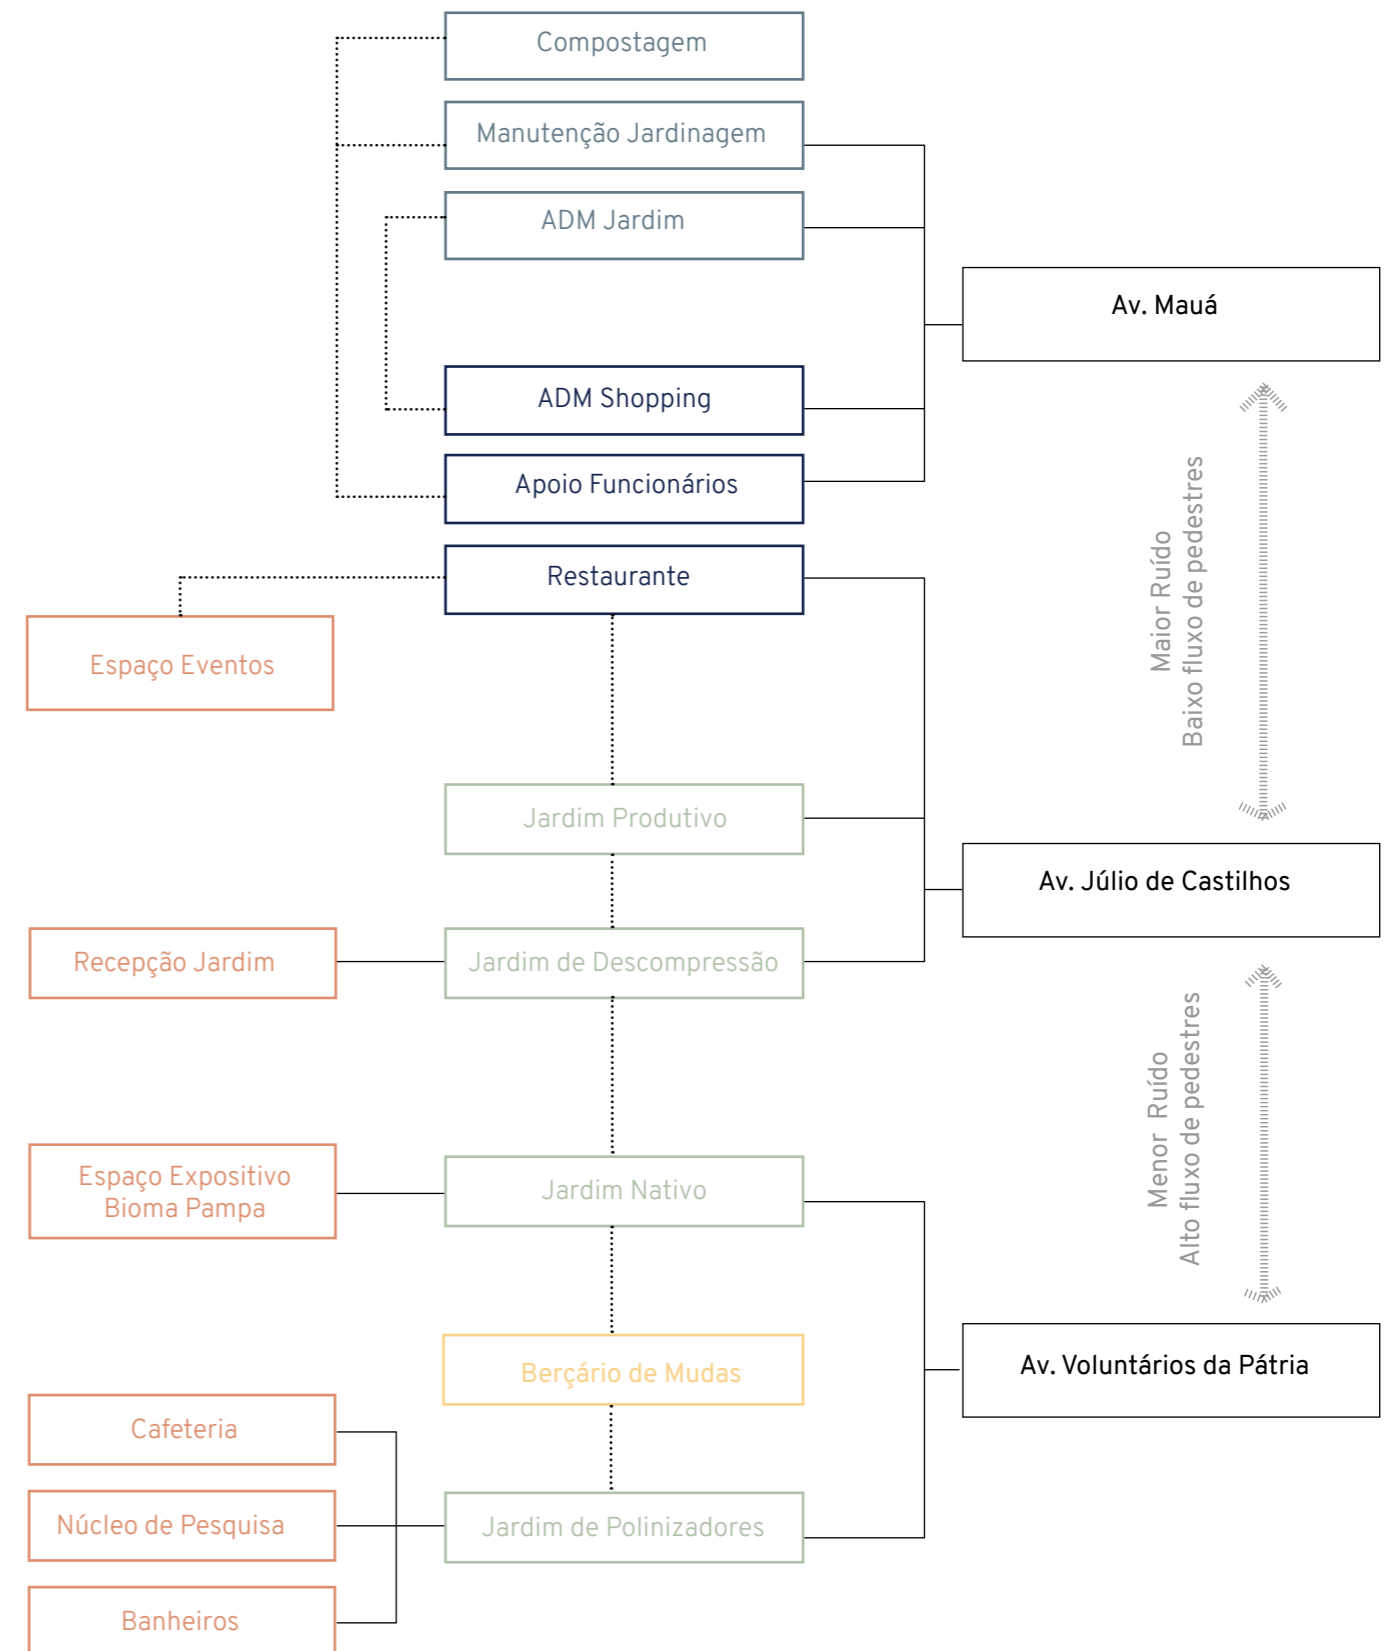 Compostagem
Manutenção Jardinagem
ADM Jardim
Av. Mauá
ADM Shopping
Apoio Funcionários
Restaurante
Maior Ruído
Baixo fluxo de pedestres
Espaço Eventos
Jardim Produtivo
Av. Júlio de Castilhos
Recepção Jardim
Jardim de Descompressão
Menor Ruído
Alto fluxo de pedestres
Espaço Expositivo
Bioma Pampa
Jardim Nativo
Berçário de Mudas
Av. Voluntários da Pátria
Cafeteria
Núcleo de Pesquisa
Jardim de Polinizadores
Banheiros